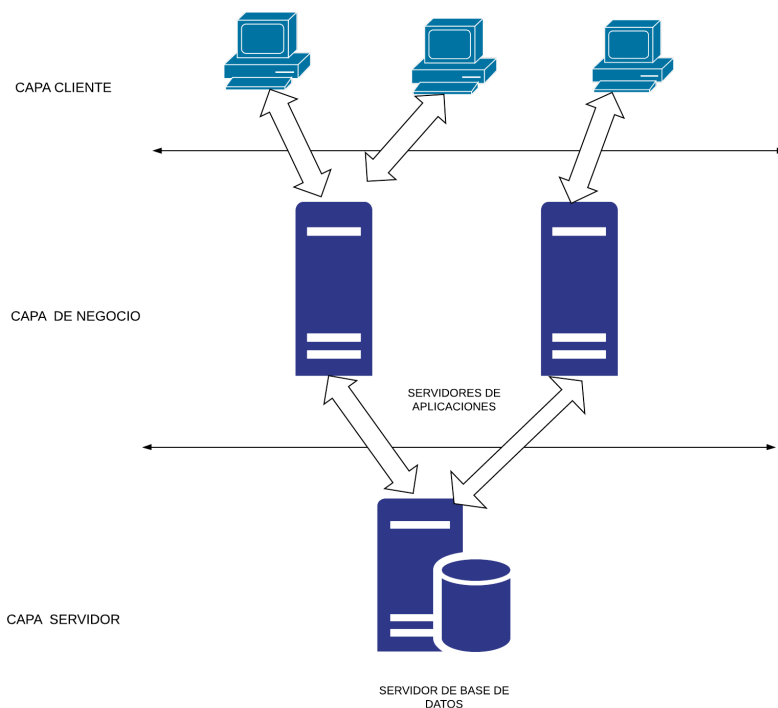 CAPA CLIENTE
CAPA DE NEGOCIO
SERVIDORES DE
APLICACIONES
CAPA SERVIDOR
SERVIDOR DE BASE DE
DATOS